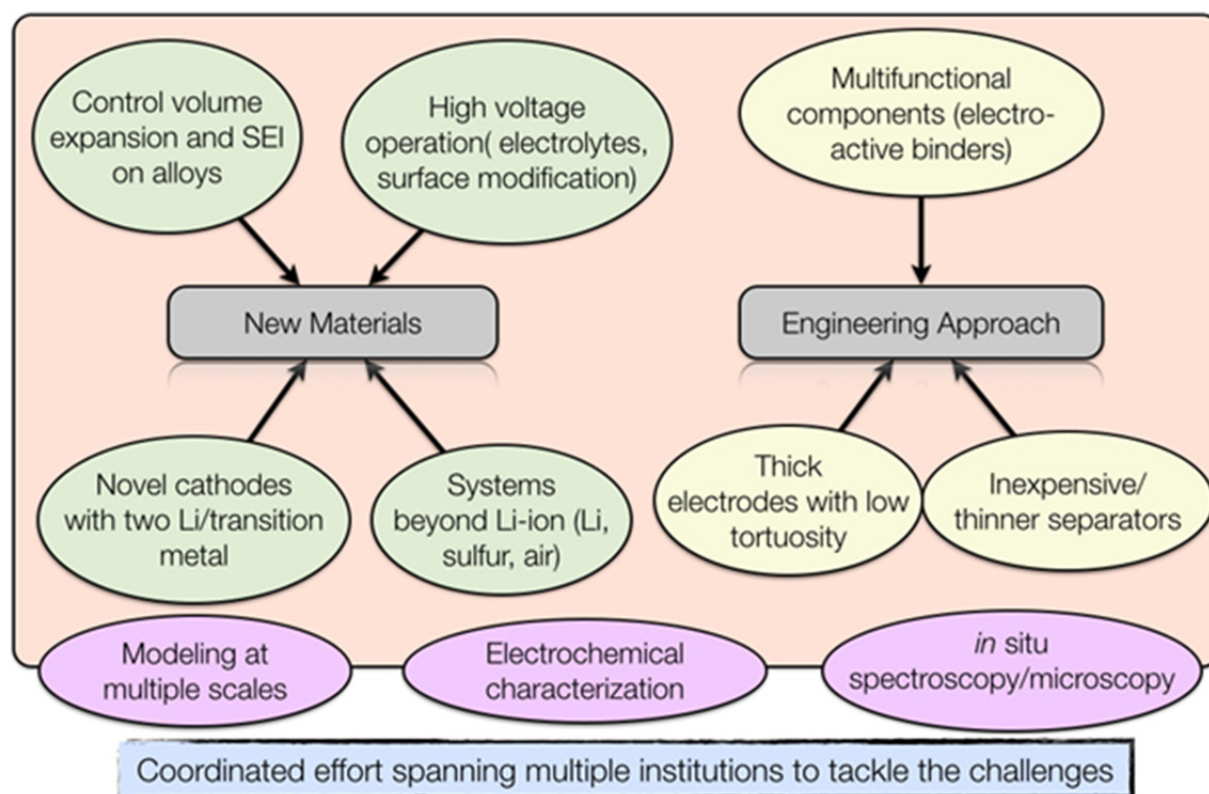 Control volume
expansion and SEI
on alloys
High voltage
operation( electrolytes,
surface modification)
Multifunctional
components (electro-
active binders)
New Materials
Engineering Approach
Novel cathodes
with two Li/transition
metal
Systems
beyond Li-ion (Li,
sulfur, air)
Thick
electrodes with low
tortuosity
Inexpensive/
thinner separators
Modeling at
multiple scales
Electrochemical
characterization
in situ
spectroscopy/microscopy
Coordinated effort spanning multiple institutions to tackle the challenges